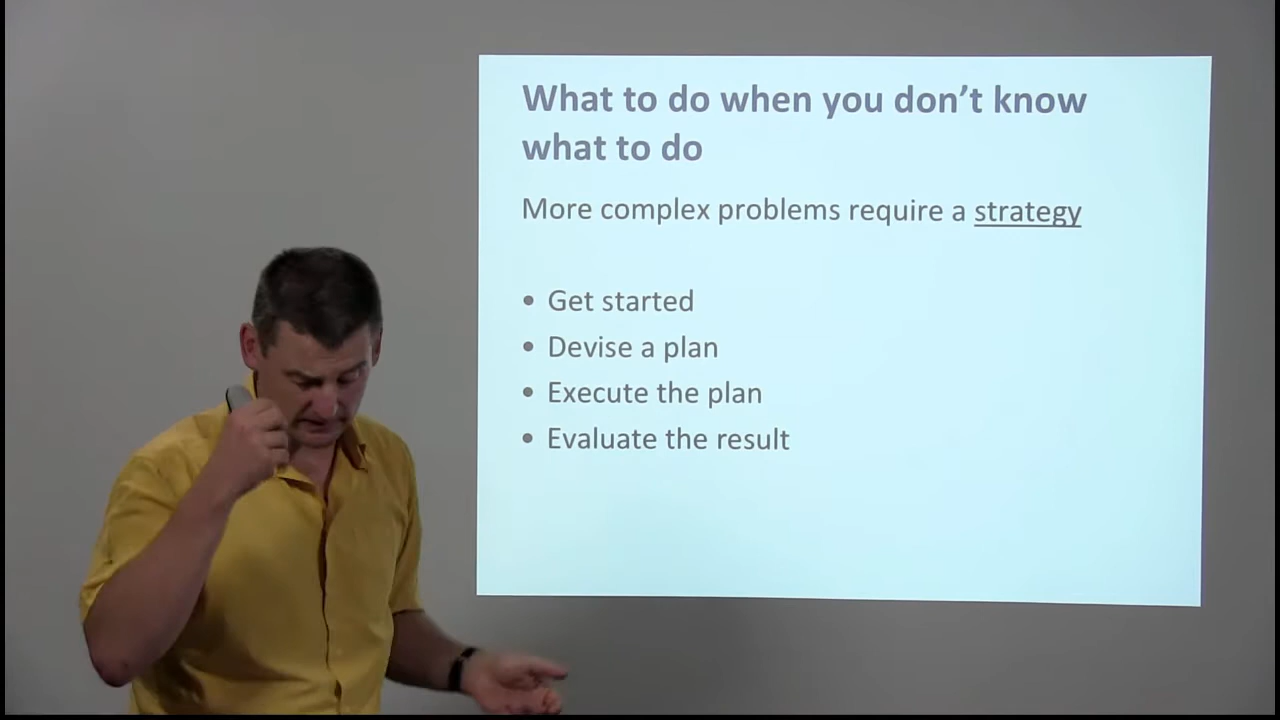 What to do when you don’t know
what to do
More complex problems require a strategy
• Get started
• Devise a plan
• Execute the plan
• Evaluate the result